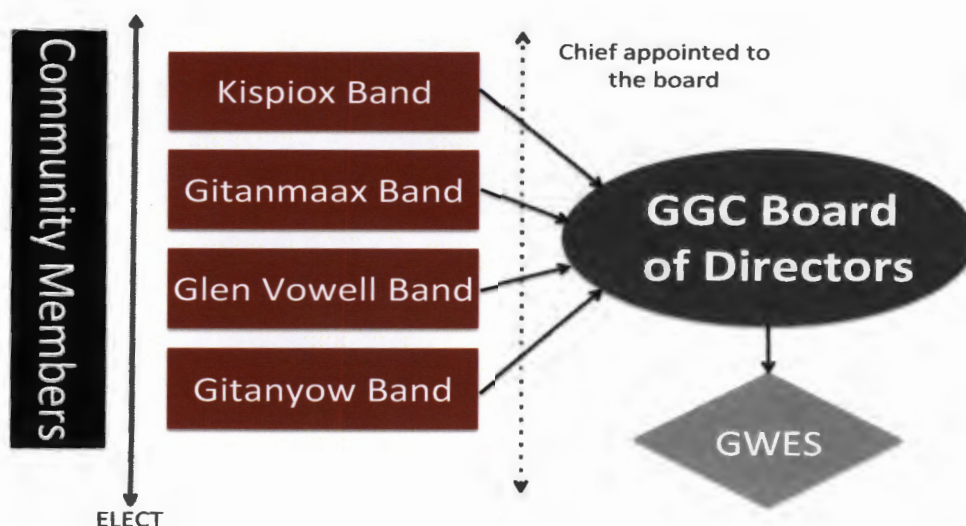 Community Members
ELECT
Kispiox Band
Gitanmaax Band
Glen Vowell Band
Gitanyow Band
Chief appointed to
the board
GGC Board
of Directors
GWES